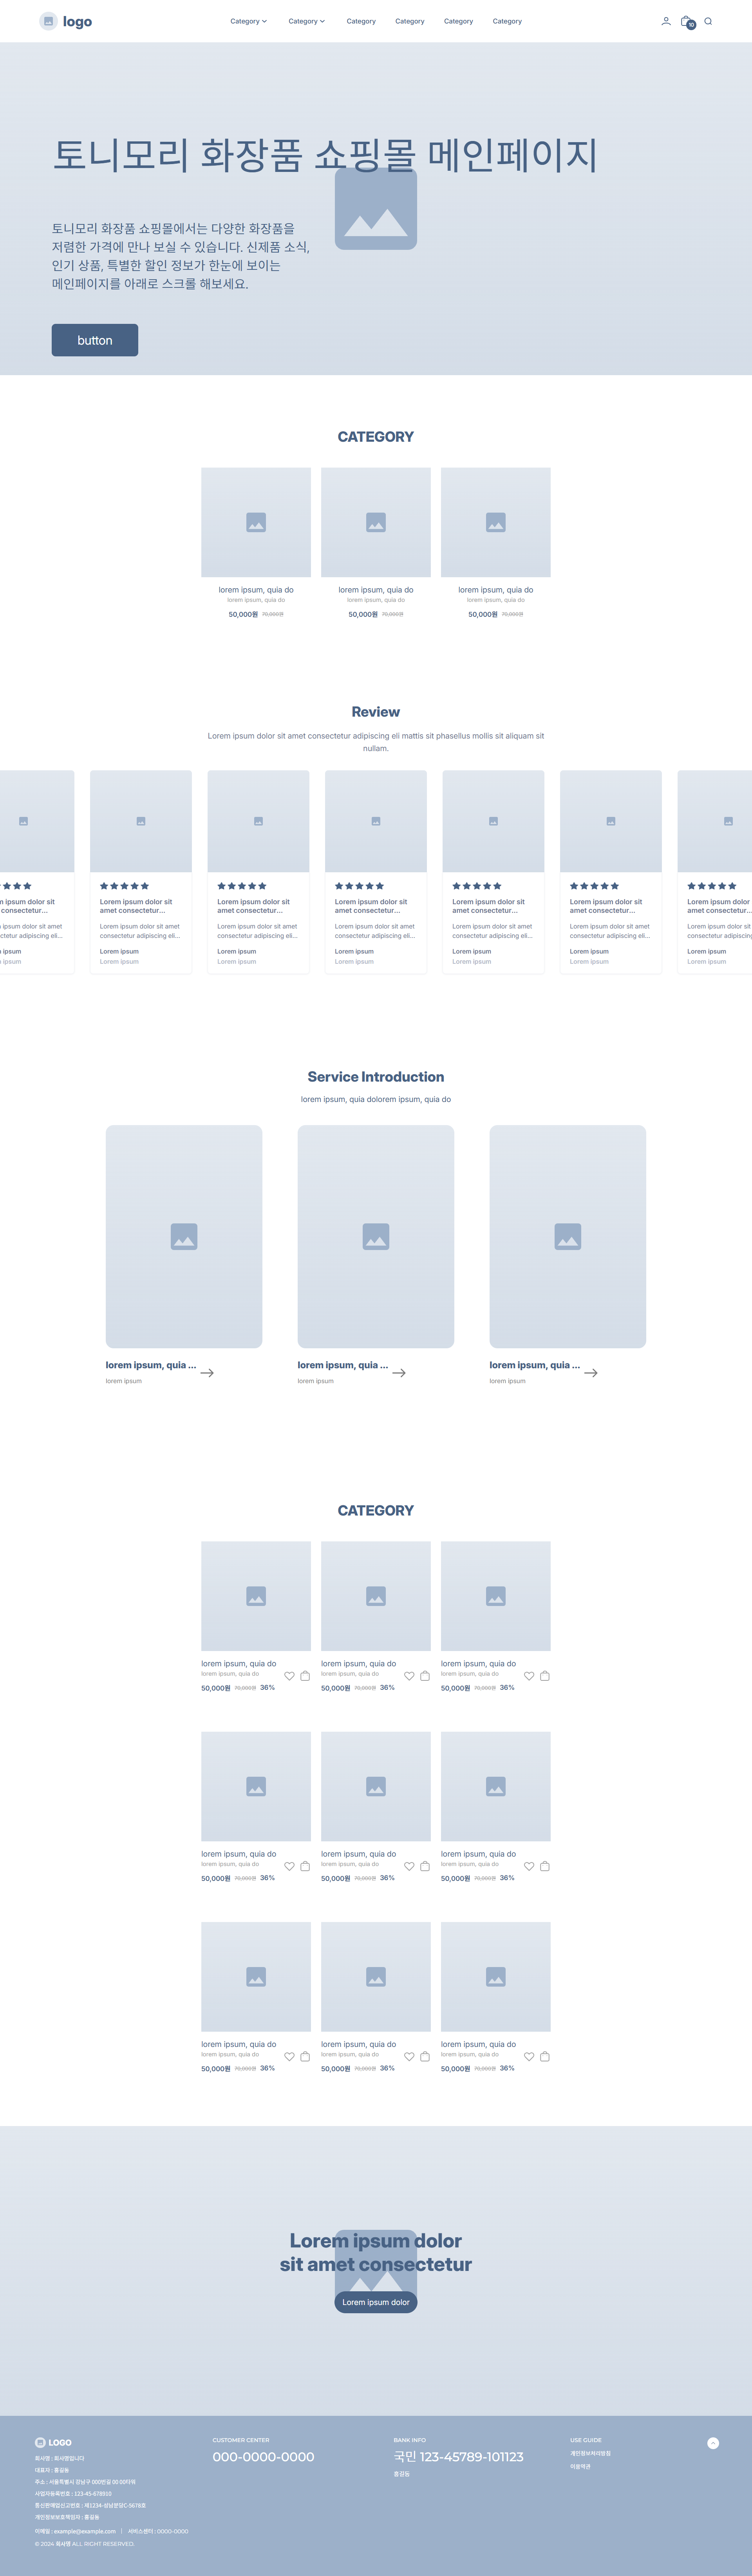 logo
Category Category Category Category Category Category
10
토니모리 화장품 쇼핑몰 메인페이지
토니모리 화장품 쇼핑몰에서는 다양한 화장품을
저렴한 가격에 만나 보실 수 있습니다. 신제품 소식,
인기 상품, 특별한 할인 정보가 한눈에 보이는
메인페이지를 아래로 스크롤 해보세요.
button
CATEGORY
lorem ipsum, quia do lorem ipsum, quia do lorem ipsum, quia do
lorem ipsum, quia do lorem ipsum, quia do lorem ipsum, quia do
50,000원 70,000원 50,000원 70,000원 50,000원 70,000원
Review
Lorem ipsum dolor sit amet consectetur adipiscing eli mattis sit phasellus mollis sit aliquam sit
nullam.
m ipsum dolor sit Lorem ipsum dolor sit Lorem ipsum dolor sit Lorem ipsum dolor sit Lorem ipsum dolor sit Lorem ipsum dolor sit Lorem ipsum dolor
consectetur... amet consectetur... amet consectetur... amet consectetur... amet consectetur... amet consectetur... amet consectetur...
m ipsum dolor sit amet Lorem ipsum dolor sit amet Lorem ipsum dolor sit amet Lorem ipsum dolor sit amet Lorem ipsum dolor sit amet Lorem ipsum dolor sit amet Lorem ipsum dolor sit
ctetur adipiscing eli... consectetur adipiscing eli... consectetur adipiscing eli... consectetur adipiscing eli... consectetur adipiscing eli... consectetur adipiscing eli... consectetur adipiscing
ipsum Lorem ipsum Lorem ipsum Lorem ipsum Lorem ipsum Lorem ipsum Lorem ipsum
ipsum Lorem ipsum Lorem ipsum Lorem ipsum Lorem ipsum Lorem ipsum Lorem ipsum
Service Introduction
lorem ipsum, quia dolorem ipsum, quia do
lorem ipsum, quia ... lorem ipsum, quia ... lorem ipsum, quia ...
lorem ipsum lorem ipsum lorem ipsum
CATEGORY
lorem ipsum, quia do lorem ipsum, quia do lorem ipsum, quia do
lorem ipsum, quia do lorem ipsum, quia do lorem ipsum, quia do
50,000원 70,000원 36% 50,000원 70,000원 36% 50,000원 70,000원 36%
lorem ipsum, quia do lorem ipsum, quia do lorem ipsum, quia do
lorem ipsum, quia do lorem ipsum, quia do lorem ipsum, quia do
50,000원 70,000원 36% 50,000원 70,000원 36% 50,000원 70,000원 36%
lorem ipsum, quia do lorem ipsum, quia do lorem ipsum, quia do
lorem ipsum, quia do lorem ipsum, quia do lorem ipsum, quia do
50,000원 70,000원 36% 50,000원 70,000원 36% 50,000원 70,000원 36%
Lorem ipsum dolor
sit amet consectetur
Lorem ipsum dolor
LOGO
회사명 : 회사명입니다
대표자 : 홍길동
주소 : 서울특별시 강남구 000번길 00 00타워
사업자등록번호 : 123-45-678910
통신판매업신고번호 : 제1234-성남분당C-5678호
개인정보보호책임자 : 홍길동
이메일 : example@example.com | 서비스센터 : 0000-0000
© 2024 회사명 ALL RIGHT RESERVED.
CUSTOMER CENTER
000-0000-0000
BANK INFO
국민 123-45789-101123
홍길동
USE GUIDE
개인정보처리방침
이용약관